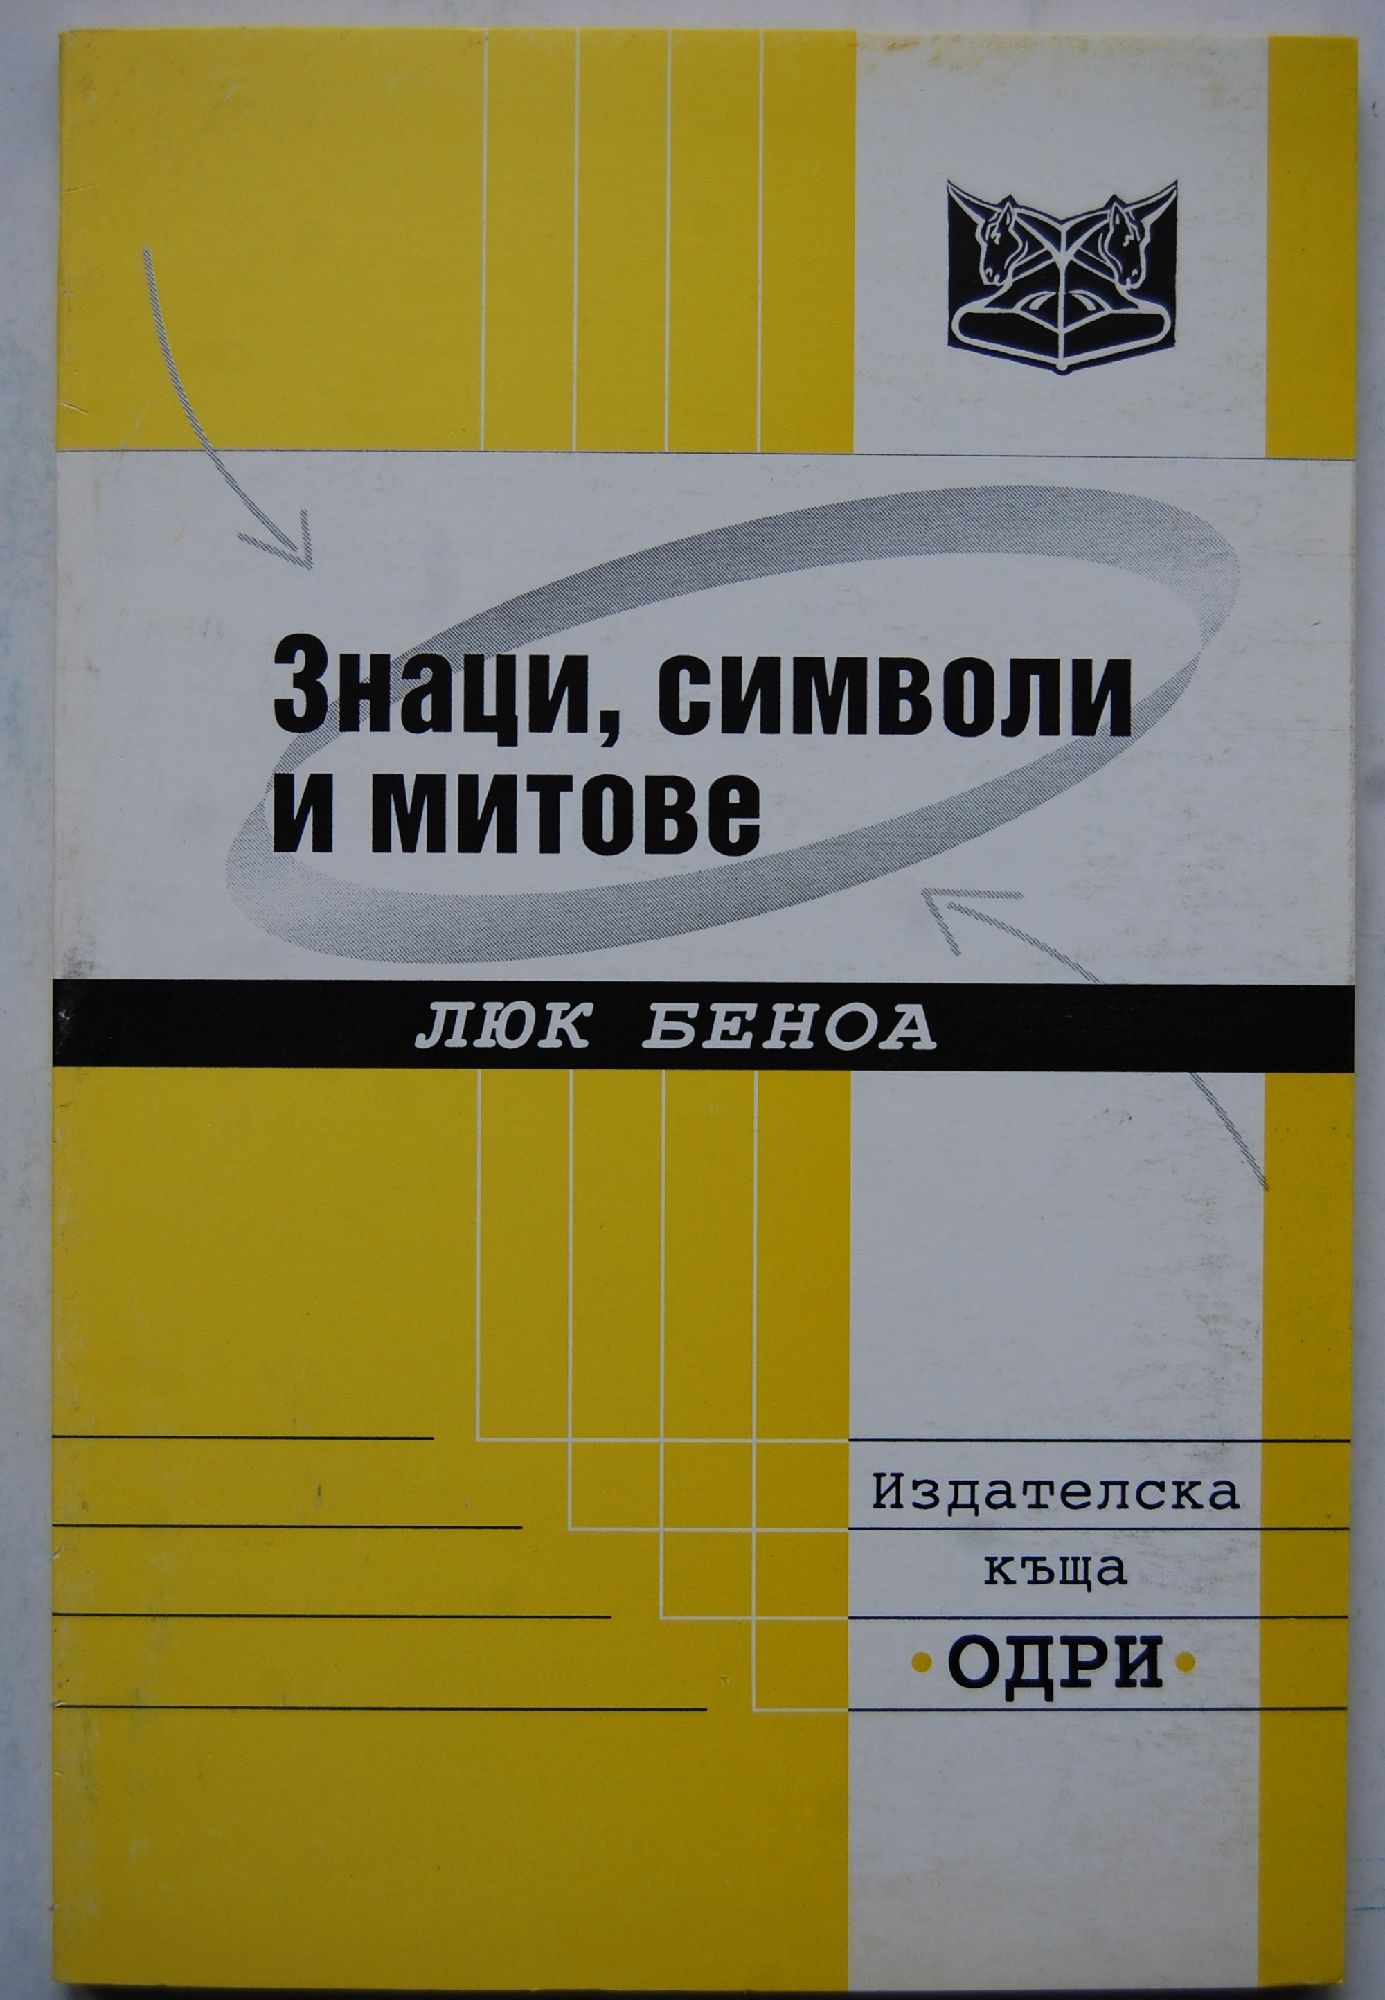 Знаци, символи
и митове
ЛЮК БЕНОА
Издателска
къща
•ОДРИ•